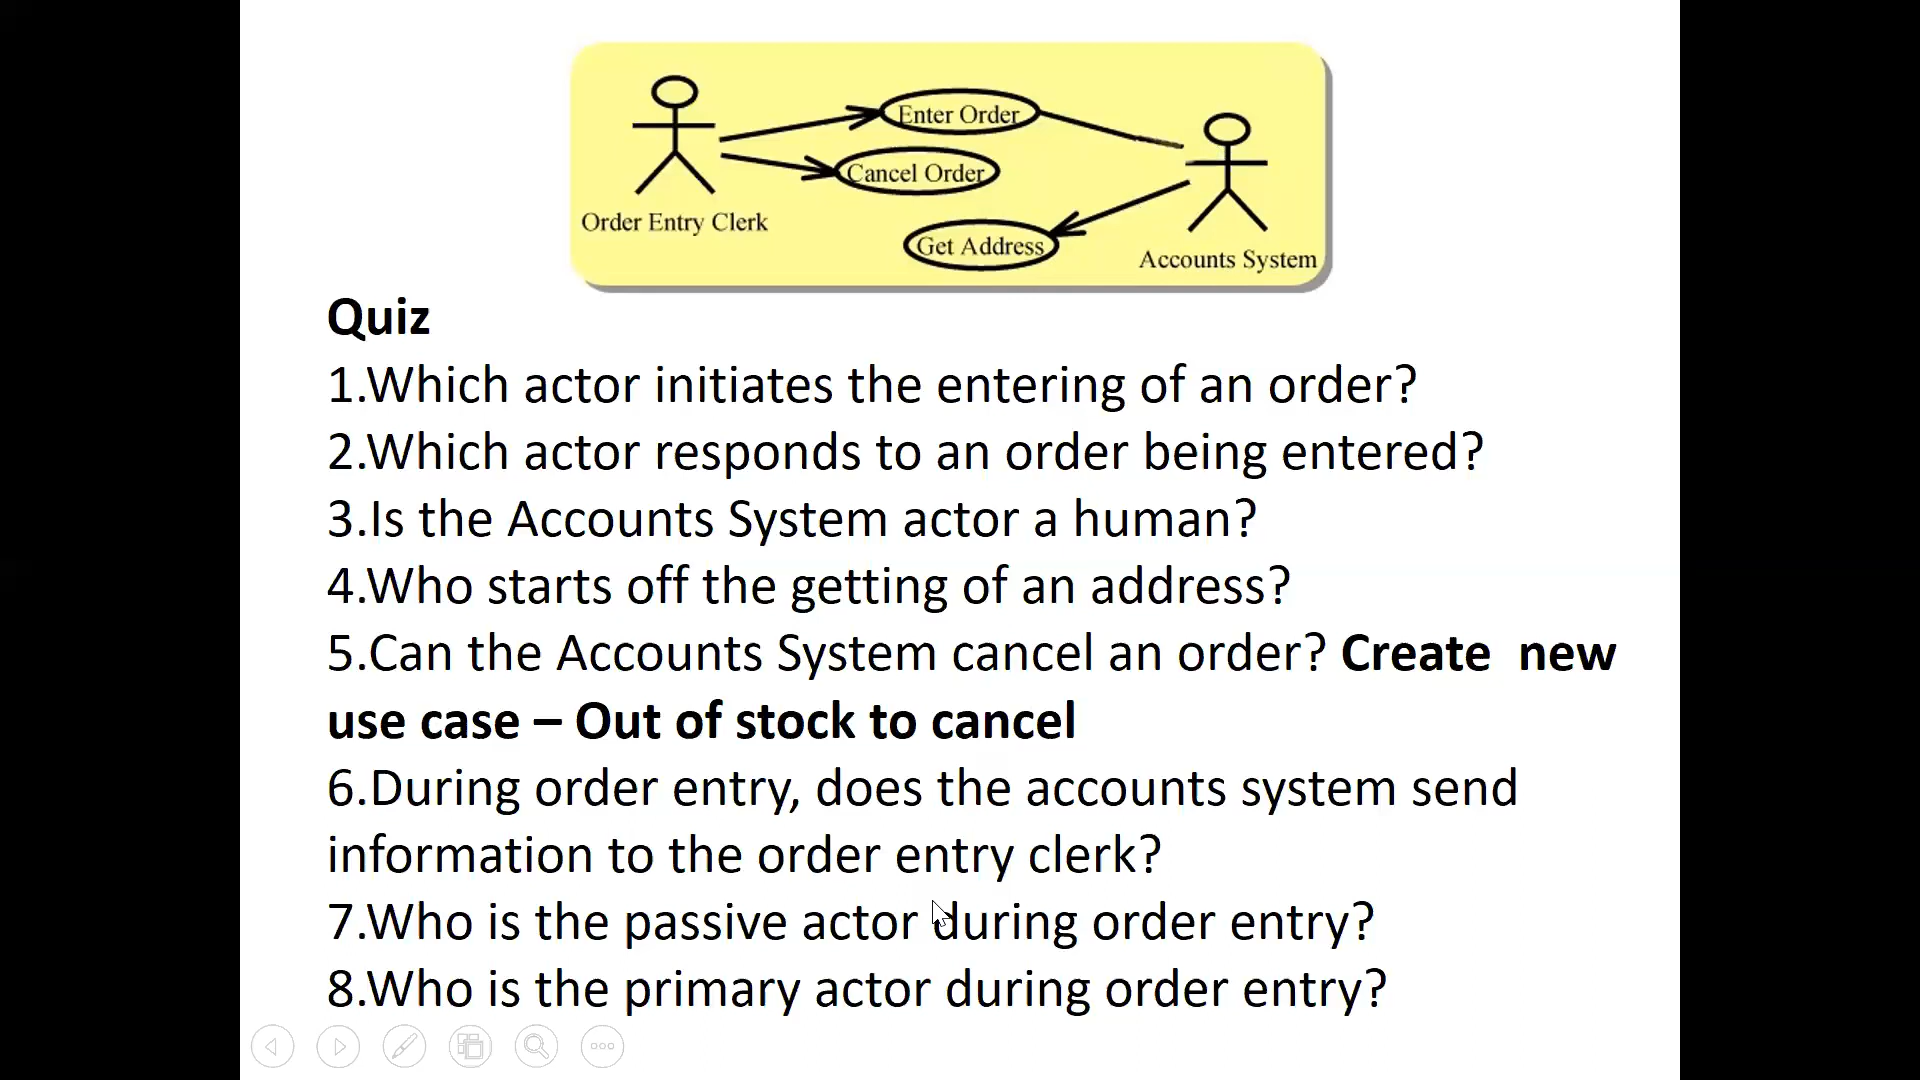 Enter Order
Cancel Order
Order Entry Clerk
Get Address
Accounts System
Quiz
1.Which actor initiates the entering of an order?
2.Which actor responds to an order being entered?
3.Is the Accounts System actor a human?
4.Who starts off the getting of an address?
5.Can the Accounts System cancel an order? Create new
use case – Out of stock to cancel
6.During order entry, does the accounts system send
information to the order entry clerk?
7.Who is the passive actor during order entry?
8.Who is the primary actor during order entry?